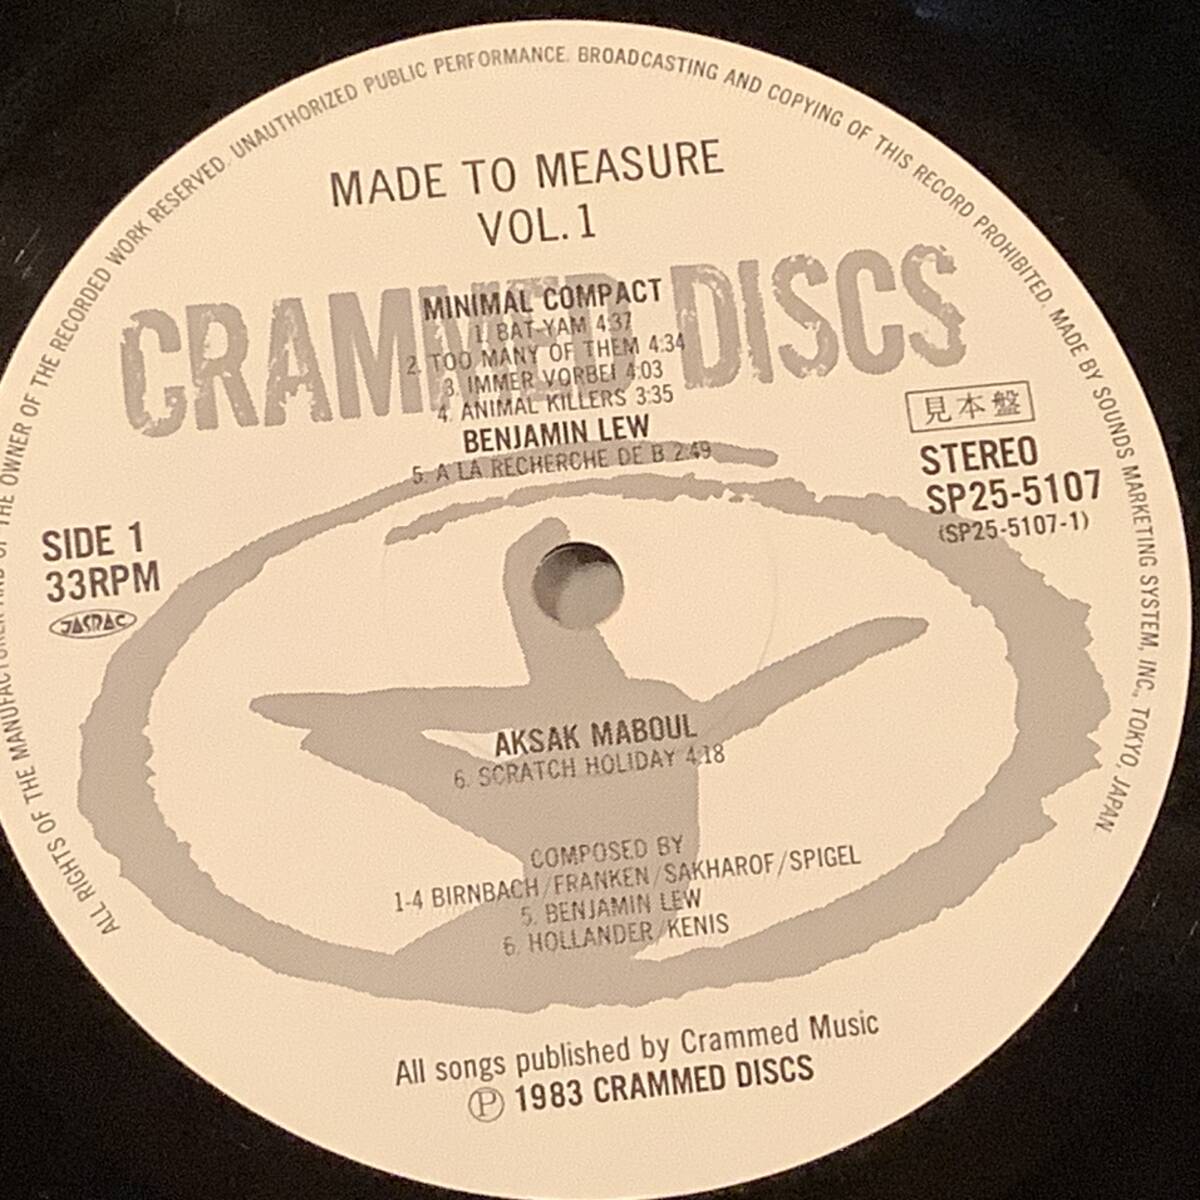 ALL RIGHTS OF THE MANUFACTURER AND OF THE OWNER OF THE RECORDED WORK RESERVED. UNAUTHORIZED PUBLIC PERFORMANCE. BROADCASTING AND COPYING OF THIS RECORD PROHIBITED. MADE BY SOUNDS MARKETING SYSTEM, INC., TOKYO, JAPAN.
MADE TO MEASURE
VOL. 1
CRAMMED DISCS
MINIMAL COMPACT
1. BAT-YAM 4:37
2. TOO MANY OF THEM 4:34
3. IMMER VORBEI 4:03
4. ANIMAL KILLERS 3:35
BENJAMIN LEW
5. A LA RECHERCHE DE B 2:49
見本盤
STEREO
SP25-5107
(SP25-5107-1)
SIDE 1
33RPM
JASRAC
AKSAK MABOUL
6. SCRATCH HOLIDAY 4:18
COMPOSED BY
1-4 BIRNBACH/FRANKEN/SAKHAROF/SPIGEL
5. BENJAMIN LEW
6. HOLLANDER/KENIS
All songs published by Crammed Music
Ⓟ 1983 CRAMMED DISCS